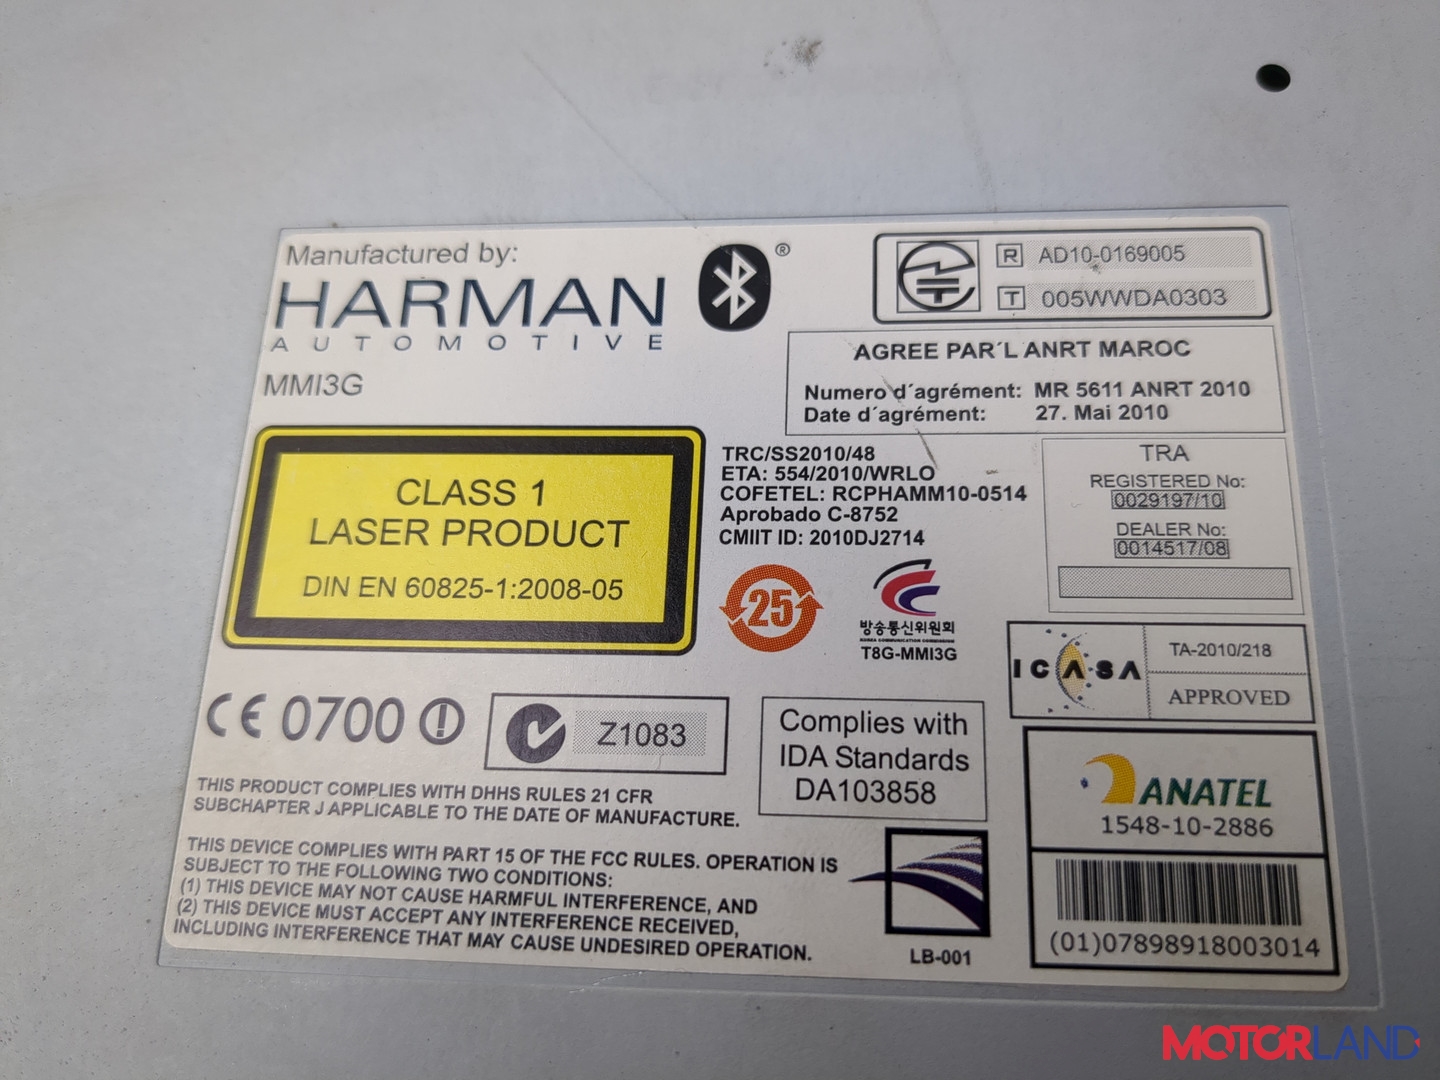 Manufactured by:
HARMAN
AUTOMOTIVE
MMI3G
®
R AD10-0169005
T 005WWDA0303
AGREE PAR´L ANRT MAROC
Numero d´agrément: MR 5611 ANRT 2010
Date d´agrément: 27. Mai 2010
CLASS 1
LASER PRODUCT
DIN EN 60825-1:2008-05
TRC/SS2010/48
ETA: 554/2010/WRLO
COFETEL: RCPHAMM10-0514
Aprobado C-8752
CMIIT ID: 2010DJ2714
TRA
REGISTERED No:
0029197/10
DEALER No:
0014517/08
25
방송통신위원회
KOREA COMMUNICATIONS COMMISSION
T8G-MMI3G
ICASA
TA-2010/218
APPROVED
CE 0700
Z1083
Complies with
IDA Standards
DA103858
ANATEL
1548-10-2886
(01)07898918003014
THIS PRODUCT COMPLIES WITH DHHS RULES 21 CFR
SUBCHAPTER J APPLICABLE TO THE DATE OF MANUFACTURE.
THIS DEVICE COMPLIES WITH PART 15 OF THE FCC RULES. OPERATION IS
SUBJECT TO THE FOLLOWING TWO CONDITIONS:
(1) THIS DEVICE MAY NOT CAUSE HARMFUL INTERFERENCE, AND
(2) THIS DEVICE MUST ACCEPT ANY INTERFERENCE RECEIVED,
INCLUDING INTERFERENCE THAT MAY CAUSE UNDESIRED OPERATION.
LB-001
MOTORLAND